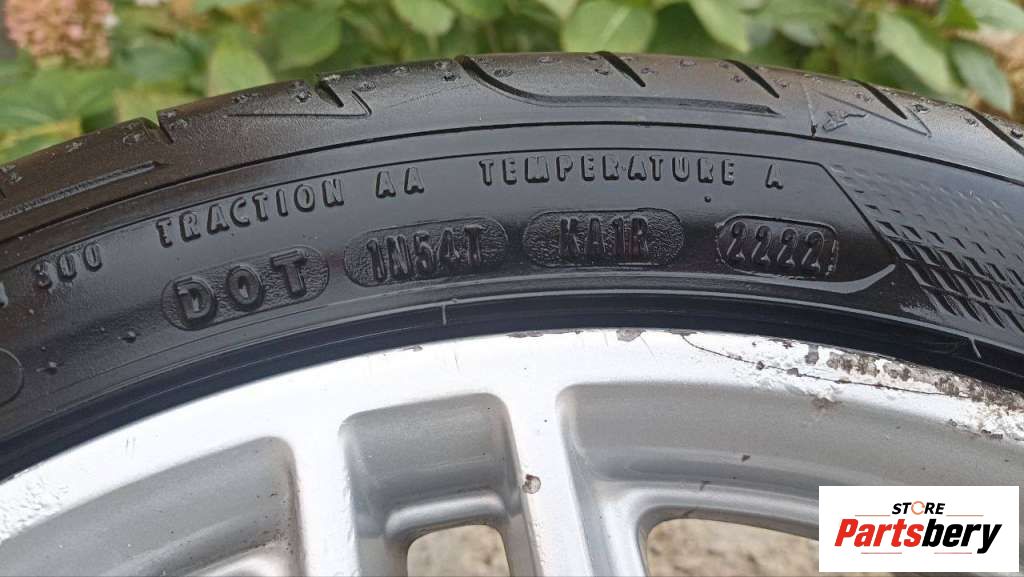 300 TRACTION AA TEMPERATURE A
DOT 1N54T KA1R 2222
STORE
Partsbery